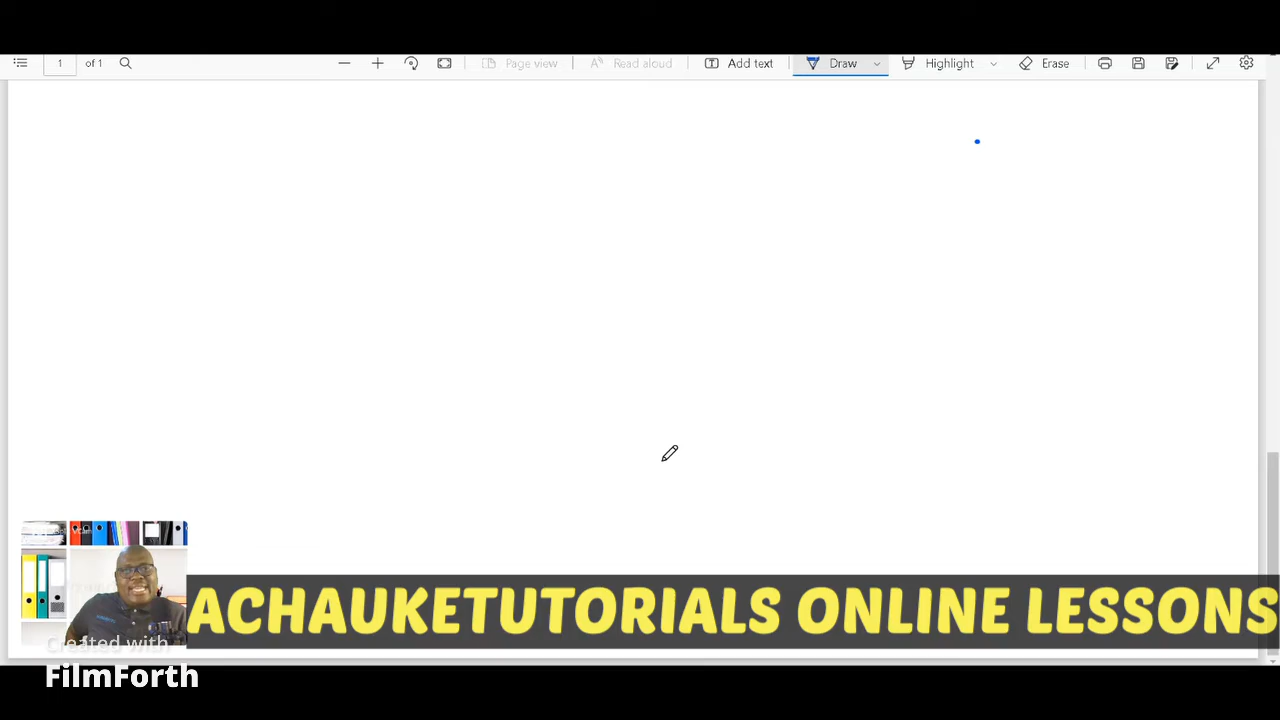 1 of 1 Page view Read aloud Add text Draw Highlight Erase
ACHAUKETUTORIALS ONLINE LESSONS
Created with
FilmForth